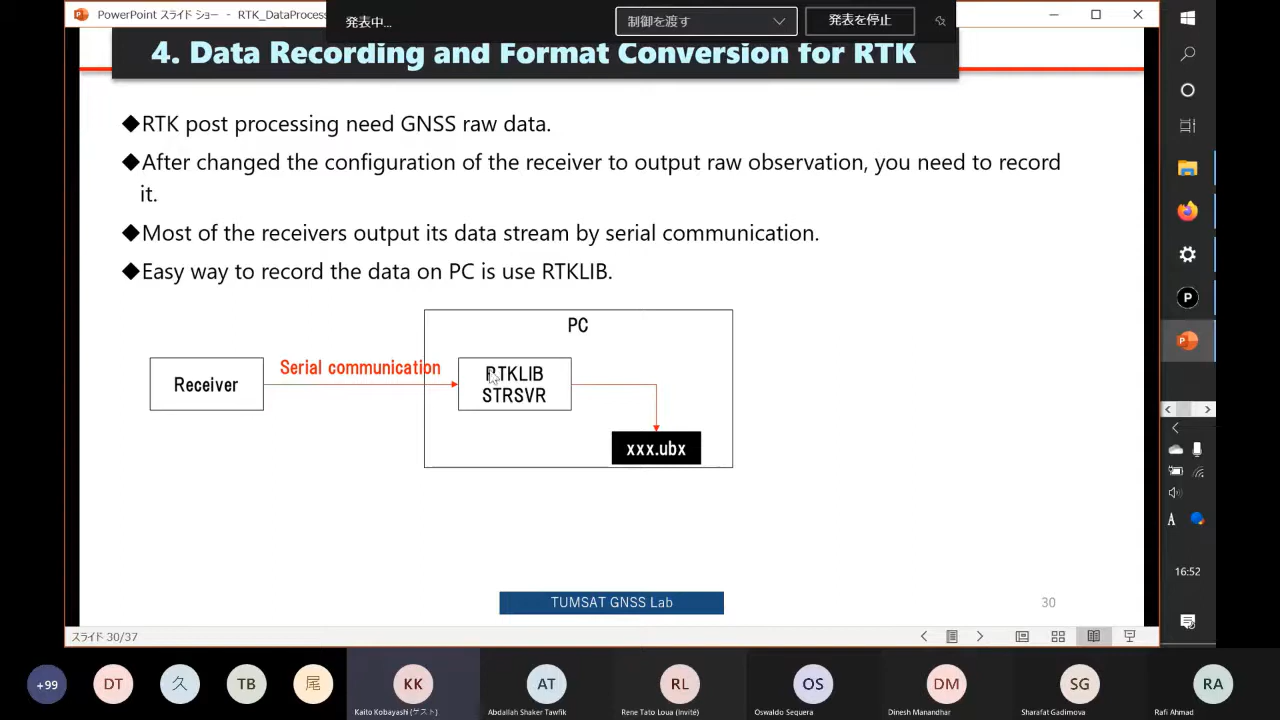 PowerPoint スライド ショー - RTK_DataProces
発表中...
制御を渡す
発表を停止
4. Data Recording and Format Conversion for RTK
◆RTK post processing need GNSS raw data.
◆After changed the configuration of the receiver to output raw observation, you need to record
it.
◆Most of the receivers output its data stream by serial communication.
◆Easy way to record the data on PC is use RTKLIB.
PC
Serial communication
Receiver
RTKLIB
STRSVR
xxx.ubx
TUMSAT GNSS Lab
30
スライド 30/37
P
A
16:52
+99
DT
久
TB
尾
KK
AT
RL
OS
DM
SG
RA
Kaito Kobayashi (ゲスト)
Abdallah Shaker Tawfik
Rene Tato Loua (Invité)
Oswaldo Sequera
Dinesh Manandhar
Sharafat Gadimova
Rafi Ahmad